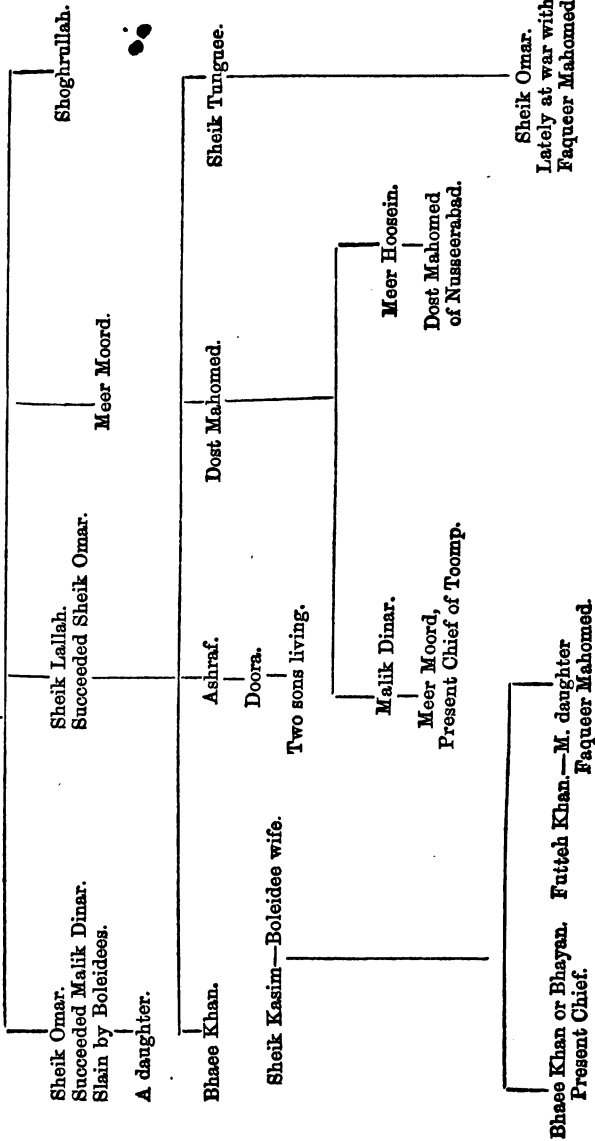 Sheik Omar.
Succeeded Malik Dinar.
Slain by Boleidees.
A daughter.
Sheik Lallah.
Succeeded Sheik Omar.
Meer Moord.
Shoghrullah.
Bhaee Khan.
Ashraf.
Doora.
Two sons living.
Dost Mahomed.
Sheik Tunguee.
Sheik Kasim—Boleidee wife.
Malik Dinar.
Meer Moord,
Present Chief of Toomp.
Meer Hoosein.
Dost Mahomed
of Nusseerabad.
Sheik Omar.
Lately at war with
Faqueer Mahomed
Bhaee Khan or Bhayan.
Present Chief.
Futteh Khan.—M. daughter
Faqueer Mahomed.